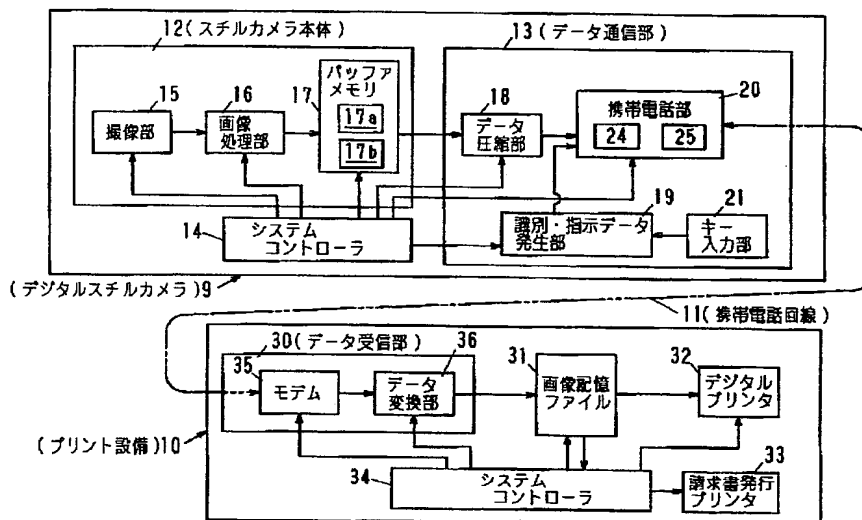 12(スチルカメラ本体)
13(データ通信部)
15
16
17
バッファ
メモリ
17a
17b
撮像部
画像
処理部
18
データ
圧縮部
20
携帯電話部
24
25
19
21
識別・指示データ
発生部
キー
入力部
14
システム
コントローラ
(デジタルスチルカメラ)9
11(携帯電話回線)
30(データ受信部)
35
36
31
32
モデム
データ
変換部
画像記憶
ファイル
デジタル
プリンタ
(プリント設備)10
34
システム
コントローラ
33
請求書発行
プリンタ